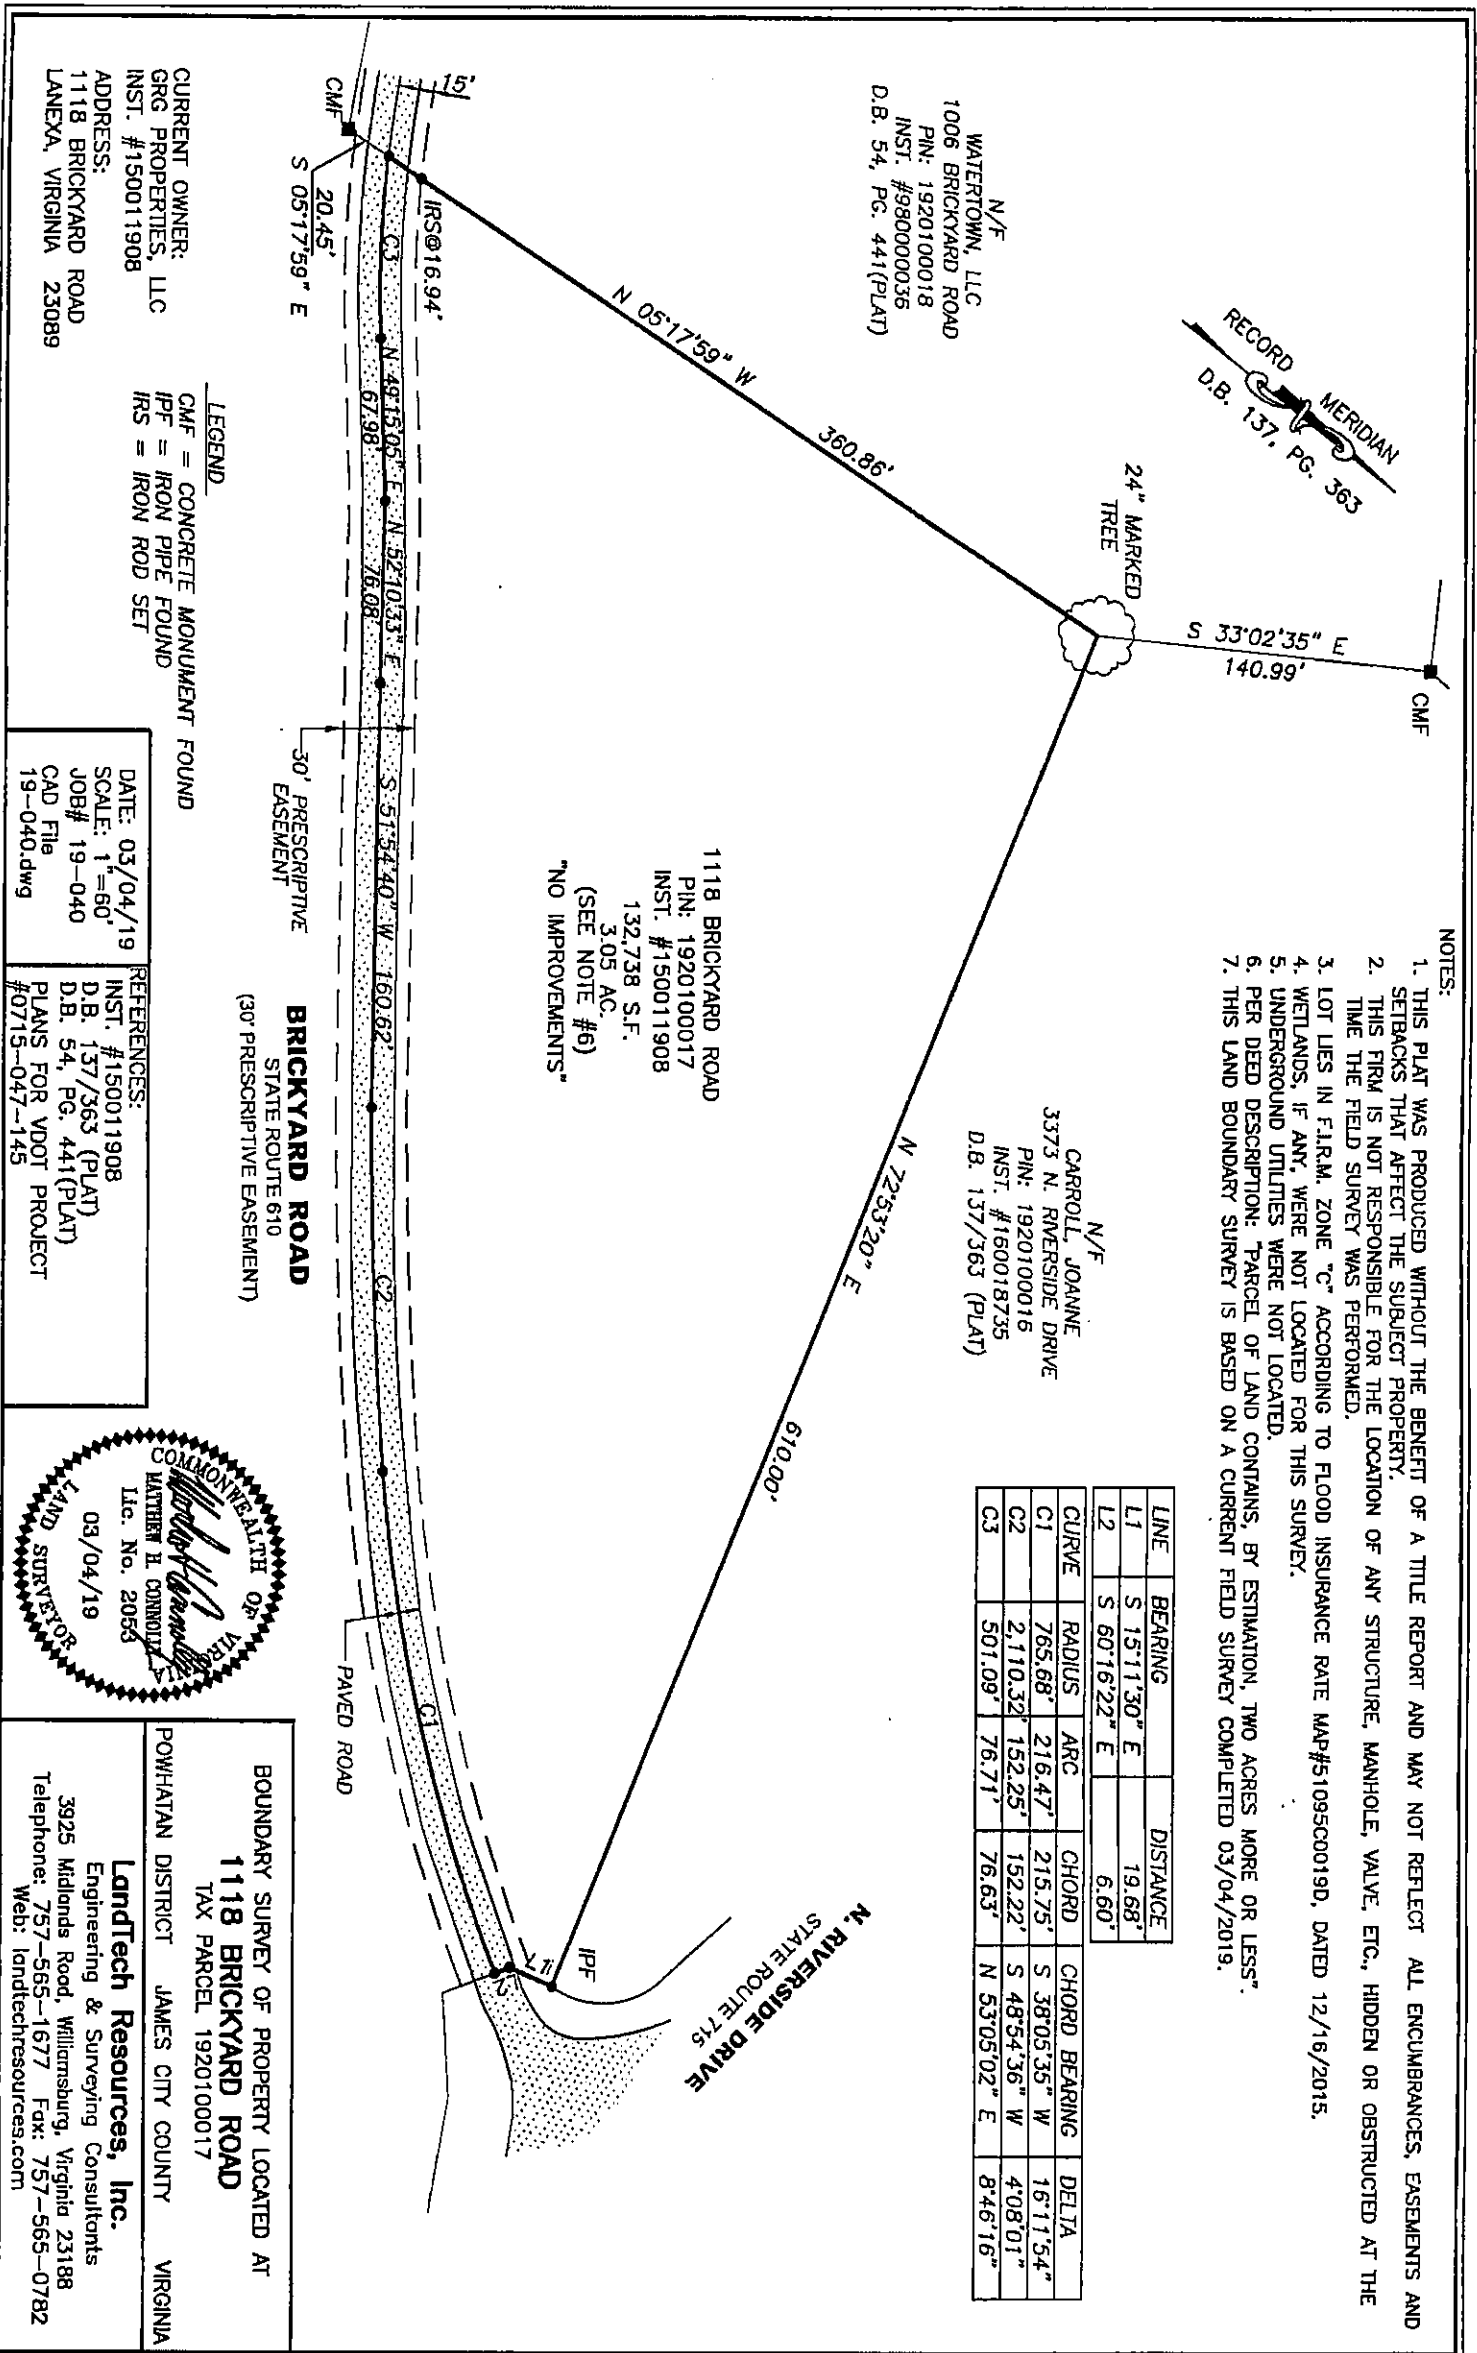 NOTES:
1. THIS PLAT WAS PRODUCED WITHOUT THE BENEFIT OF A TITLE REPORT AND MAY NOT REFLECT ALL ENCUMBRANCES, EASEMENTS AND
SETBACKS THAT AFFECT THE SUBJECT PROPERTY.
2. THIS FIRM IS NOT RESPONSIBLE FOR THE LOCATION OF ANY STRUCTURE, MANHOLE, VALVE, ETC., HIDDEN OR OBSTRUCTED AT THE
TIME THE FIELD SURVEY WAS PERFORMED.
3. LOT LIES IN F.I.R.M. ZONE "C" ACCORDING TO FLOOD INSURANCE RATE MAP#51095C0019D, DATED 12/16/2015.
4. WETLANDS, IF ANY, WERE NOT LOCATED FOR THIS SURVEY.
5. UNDERGROUND UTILITIES WERE NOT LOCATED.
6. PER DEED DESCRIPTION: "PARCEL OF LAND CONTAINS, BY ESTIMATION, TWO ACRES MORE OR LESS".
7. THIS LAND BOUNDARY SURVEY IS BASED ON A CURRENT FIELD SURVEY COMPLETED 03/04/2019.
RECORD MERIDIAN
D.B. 137, PG. 363
CMF
S 33°02'35" E
140.99'
24" MARKED
TREE
LINE BEARING DISTANCE
L1 S 15°11'30" E 19.68'
L2 S 60°16'22" E 6.60'
CURVE RADIUS ARC CHORD CHORD BEARING DELTA
C1 765.68' 216.47' 215.75' S 38°05'35" W 16°11'54"
C2 2,110.32' 152.25' 152.22' S 48°54'36" W 4°08'01"
C3 501.09' 76.71' 76.63' N 53°05'02" E 8°46'16"
N/F
WATERTOWN, LLC
1006 BRICKYARD ROAD
PIN: 1920100018
INST. #980000036
D.B. 54, PG. 441(PLAT)
N/F
CARROLL, JOANNE
3373 N. RIVERSIDE DRIVE
PIN: 1920100016
INST. #160018735
D.B. 137/363 (PLAT)
N 05°17'59" W
360.86'
N 72°53'20" E
610.00'
1118 BRICKYARD ROAD
PIN: 1920100017
INST. #150011908
132,738 S.F.
3.05 AC.
(SEE NOTE #6)
"NO IMPROVEMENTS"
N. RIVERSIDE DRIVE
STATE ROUTE 715
IPF
L1
L2
15'
IRS@16.94'
CMF
20.45'
S 05°17'59" E
C3
N 49°15'05" E
67.98'
N 52°10'33" E
76.08'
S 51°54'40" W 160.62'
C2
C1
PAVED ROAD
30' PRESCRIPTIVE
EASEMENT
BRICKYARD ROAD
STATE ROUTE 610
(30' PRESCRIPTIVE EASEMENT)
CURRENT OWNER:
GRG PROPERTIES, LLC
INST. #150011908
ADDRESS:
1118 BRICKYARD ROAD
LANEXA, VIRGINIA 23089
LEGEND
CMF = CONCRETE MONUMENT FOUND
IPF = IRON PIPE FOUND
IRS = IRON ROD SET
DATE: 03/04/19
SCALE: 1"=60'
JOB# 19-040
CAD File
19-040.dwg
REFERENCES:
INST. #150011908
D.B. 137/363 (PLAT)
D.B. 54, PG. 441(PLAT)
PLANS FOR VDOT PROJECT
#0715-047-145
COMMONWEALTH OF VIRGINIA
MATTHEW H. CONNOLLY
Lic. No. 2053
03/04/19
LAND SURVEYOR
BOUNDARY SURVEY OF PROPERTY LOCATED AT
1118 BRICKYARD ROAD
TAX PARCEL 1920100017
POWHATAN DISTRICT JAMES CITY COUNTY VIRGINIA
LandTech Resources, Inc.
Engineering & Surveying Consultants
3925 Midlands Road, Williamsburg, Virginia 23188
Telephone: 757-565-1677 Fax: 757-565-0782
Web: landtechresources.com